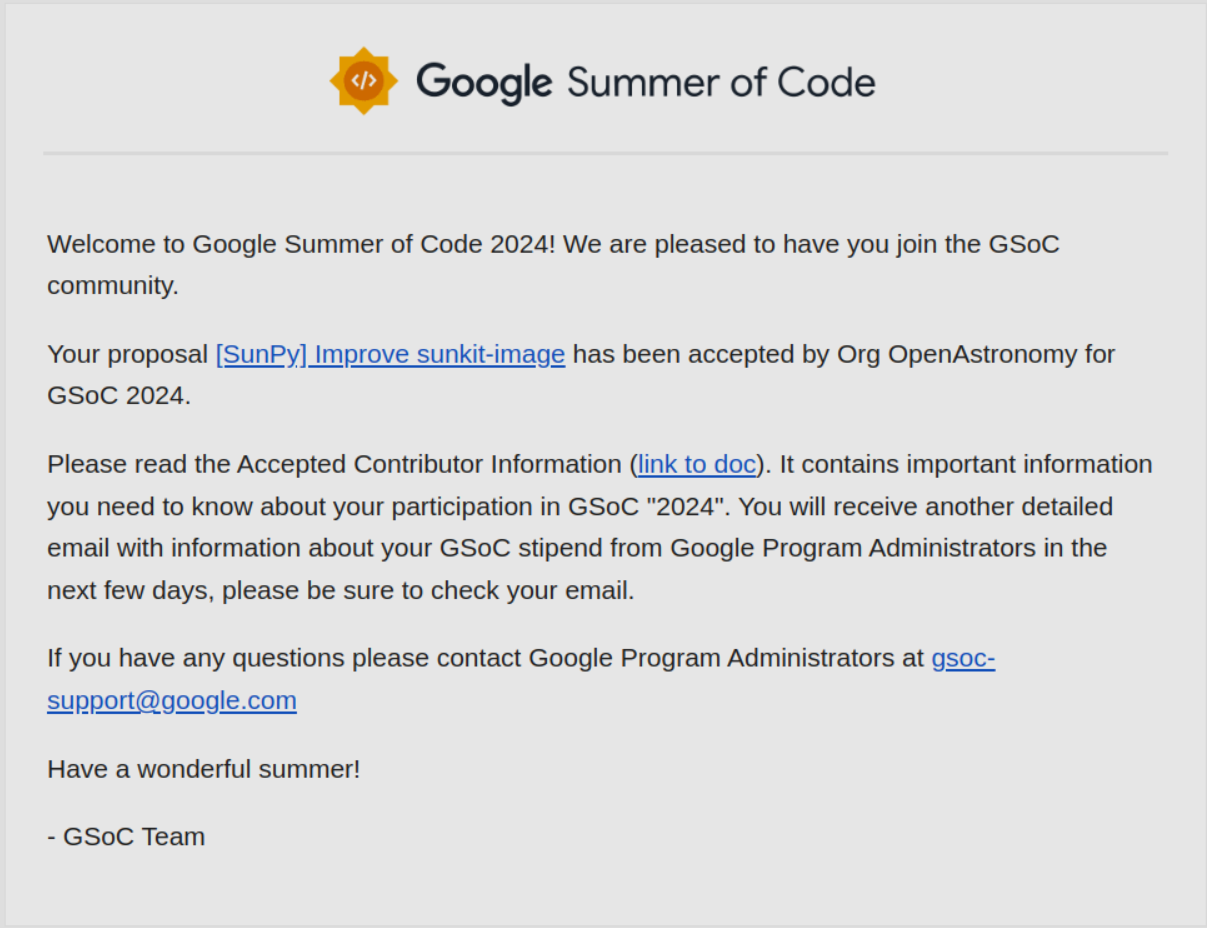 </> Google Summer of Code
Welcome to Google Summer of Code 2024! We are pleased to have you join the GSoC
community.
Your proposal [SunPy] Improve sunkit-image has been accepted by Org OpenAstronomy for
GSoC 2024.
Please read the Accepted Contributor Information (link to doc). It contains important information
you need to know about your participation in GSoC "2024". You will receive another detailed
email with information about your GSoC stipend from Google Program Administrators in the
next few days, please be sure to check your email.
If you have any questions please contact Google Program Administrators at gsoc-
support@google.com
Have a wonderful summer!
- GSoC Team